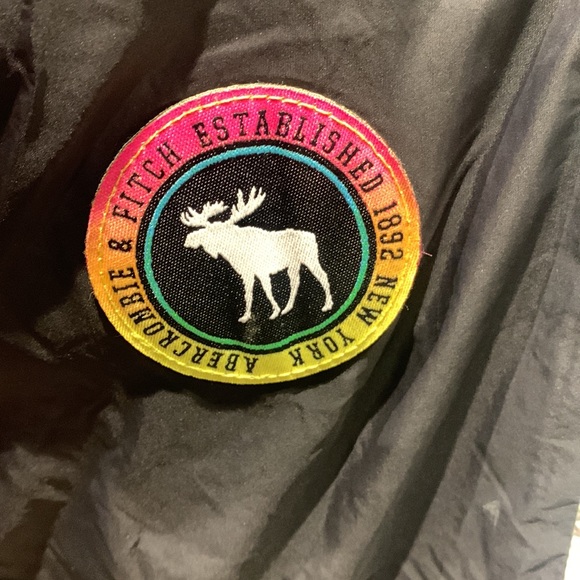 ABERCROMBIE & FITCH ESTABLISHED 1892 NEW YORK